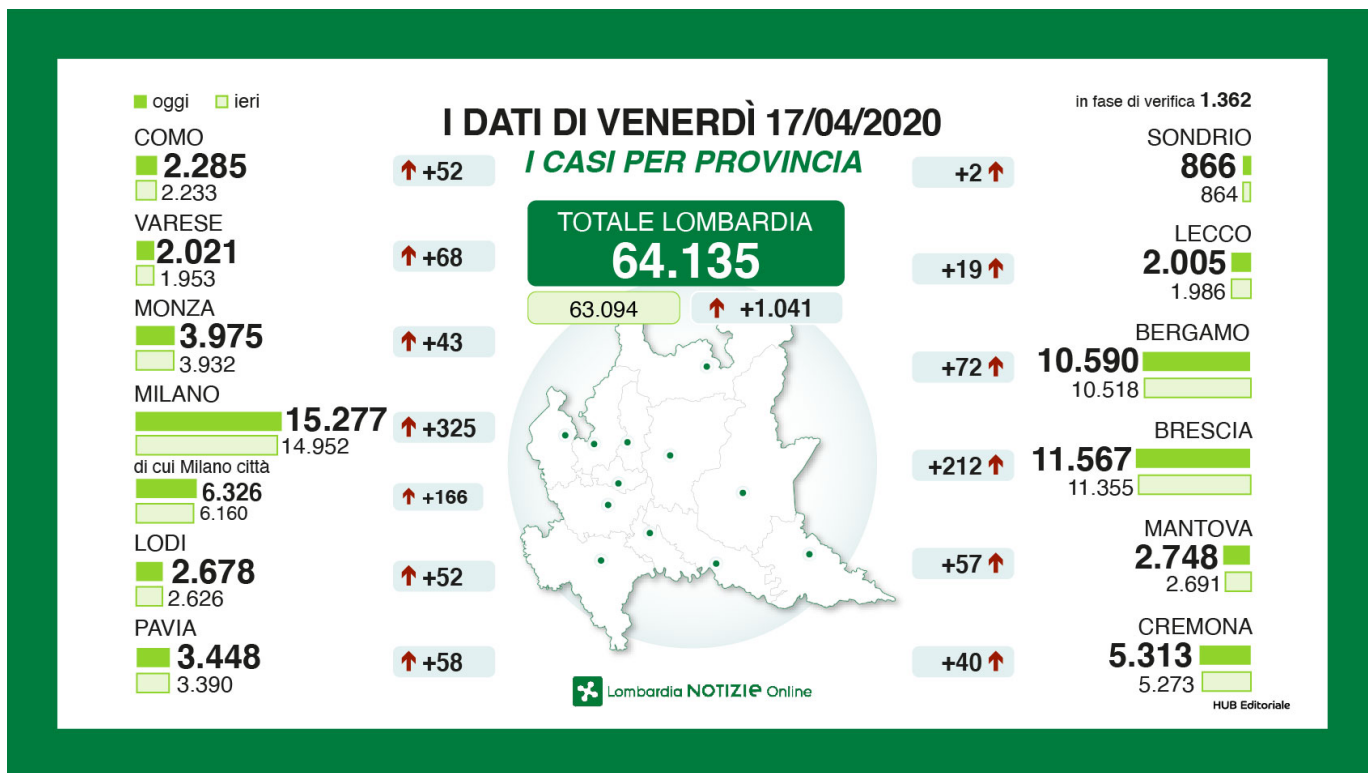 oggi ieri
I DATI DI VENERDÌ 17/04/2020
I CASI PER PROVINCIA
in fase di verifica 1.362
TOTALE LOMBARDIA
64.135
63.094
+1.041
COMO
2.285
2.233
+52
VARESE
2.021
1.953
+68
MONZA
3.975
3.932
+43
MILANO
15.277
14.952
+325
di cui Milano città
6.326
6.160
+166
LODI
2.678
2.626
+52
PAVIA
3.448
3.390
+58
SONDRIO
866
864
+2
LECCO
2.005
1.986
+19
BERGAMO
10.590
10.518
+72
BRESCIA
11.567
11.355
+212
MANTOVA
2.748
2.691
+57
CREMONA
5.313
5.273
+40
Lombardia NOTIZIe Online
HUB Editoriale